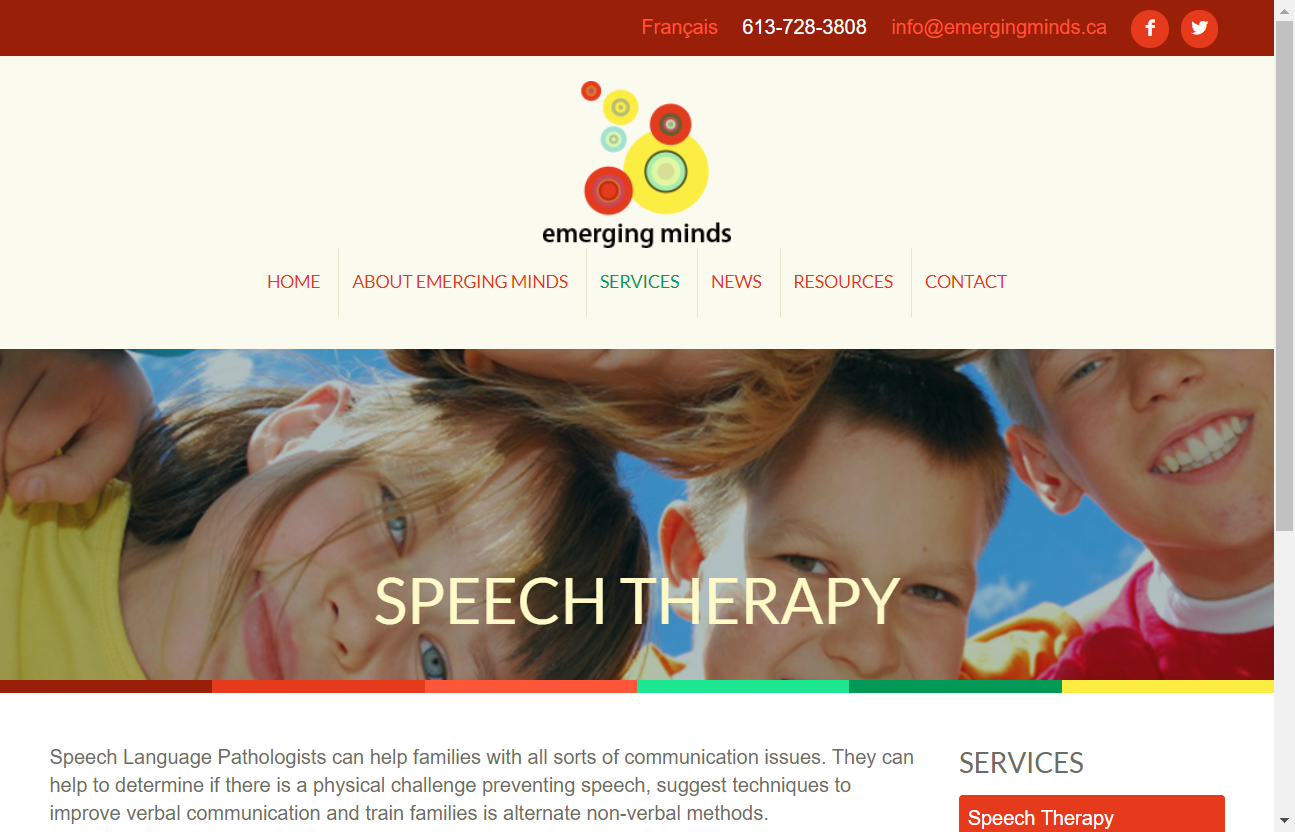 Français 613-728-3808 info@emergingminds.ca
emerging minds
HOME ABOUT EMERGING MINDS SERVICES NEWS RESOURCES CONTACT
SPEECH THERAPY
Speech Language Pathologists can help families with all sorts of communication issues. They can
help to determine if there is a physical challenge preventing speech, suggest techniques to
improve verbal communication and train families is alternate non-verbal methods.
SERVICES
Speech Therapy